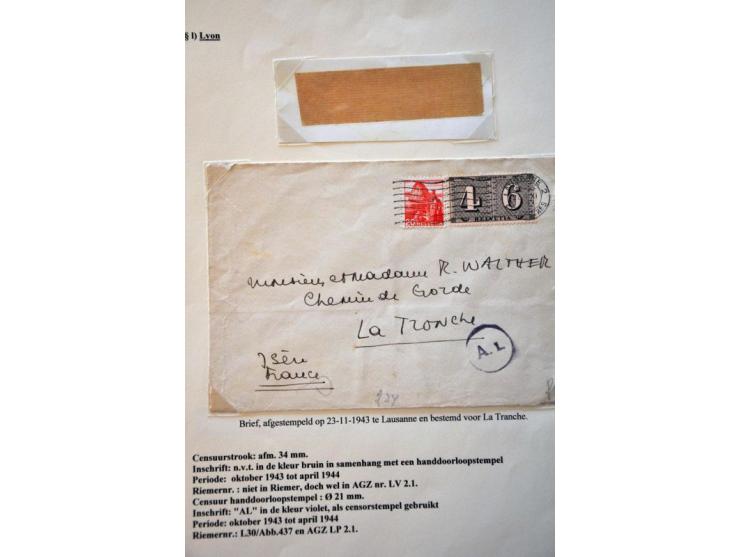 § l) Lyon
20
HELVETIA
4 6
HELVETIA
Monsieur et Madame R. WALTHER
Chemin de Gorde
La TRONCHE
A.L
Isère
France
Brief, afgestempeld op 23-11-1943 te Lausanne en bestemd voor La Tranche.
Censuurstrook: afm. 34 mm.
Inschrift: n.v.t. in de kleur bruin in samenhang met een handdoorloopstempel
Periode: oktober 1943 tot april 1944
Riemernr. : niet in Riemer, doch wel in AGZ nr. LV 2.1.
Censuur handdoorloopstempel : Ø 21 mm.
Inschrift: "AL" in de kleur violet, als censorstempel gebruikt
Periode: oktober 1943 tot april 1944
Riemernr.: L30/Abb.437 en AGZ LP 2.1.